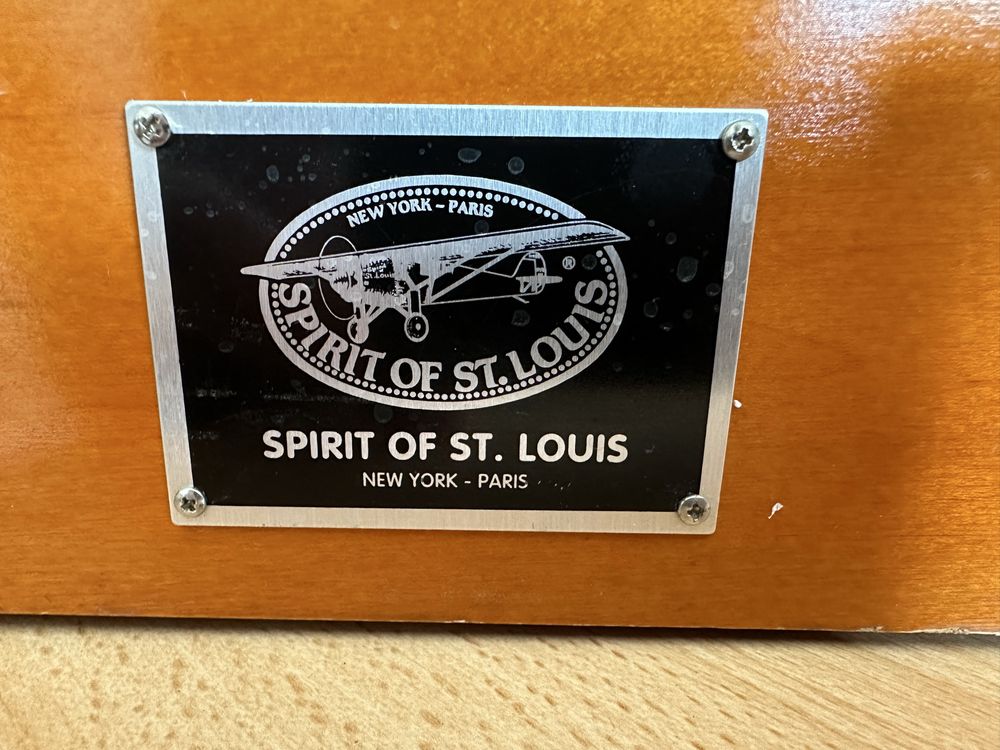 NEW YORK ~ PARIS
Spirit
St. Louis
®
SPIRIT OF ST. LOUIS
SPIRIT OF ST. LOUIS
NEW YORK - PARIS